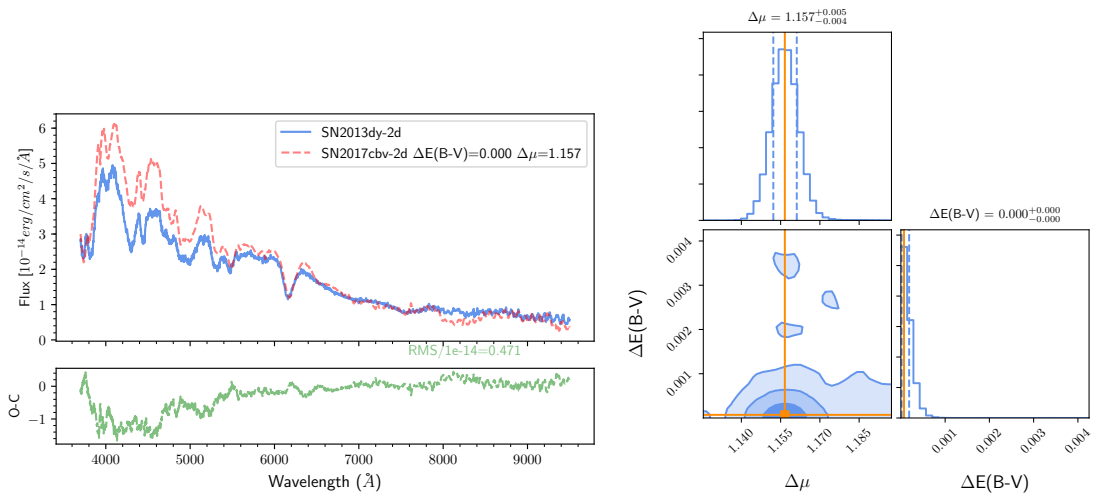 Flux [10⁻¹⁴ erg/cm²/s/Å]
6
5
4
3
2
1
0
SN2013dy-2d
SN2017cbv-2d ΔE(B-V)=0.000 Δμ=1.157
RMS/1e-14=0.471
O-C
0
−1
4000 5000 6000 7000 8000 9000
Wavelength (Å)
Δμ = 1.157+0.005−0.004
ΔE(B-V) = 0.000+0.000−0.000
ΔE(B-V)
0.004
0.003
0.002
0.001
1.140 1.155 1.170 1.185
Δμ
0.001 0.002 0.003 0.004
ΔE(B-V)